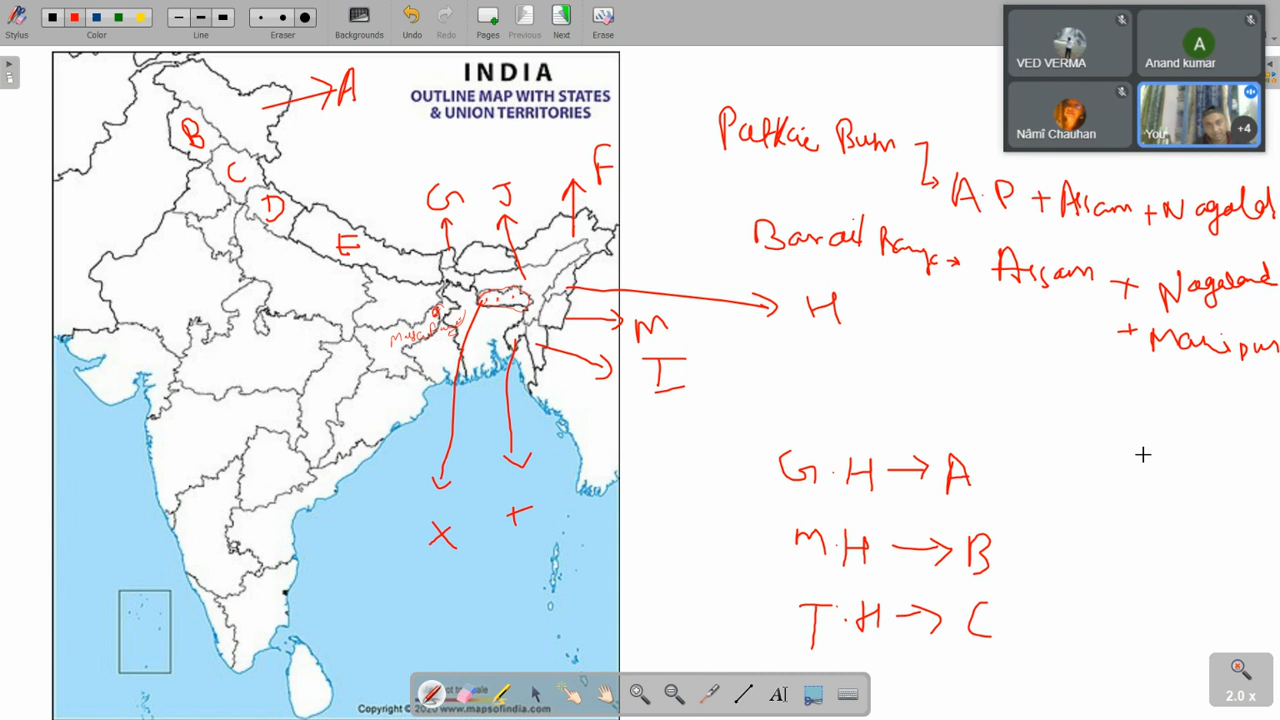 Stylus
Color
Line
Eraser
Backgrounds
Undo
Redo
Pages
Previous
Next
Erase
INDIA
OUTLINE MAP WITH STATES
& UNION TERRITORIES
A
B
C
D
E
G
J
F
H
M
I
X
+
Patkai Bum
A.P + Assam + Nagaland
Barail Range → Assam + Nagaland
+ Manipur
G.H → A
M.H → B
T.H → C
VED VERMA
A
Anand kumar
Nâmî Chauhan
You
+4
Copyright © www.mapsofindia.com
AI
2.0 x